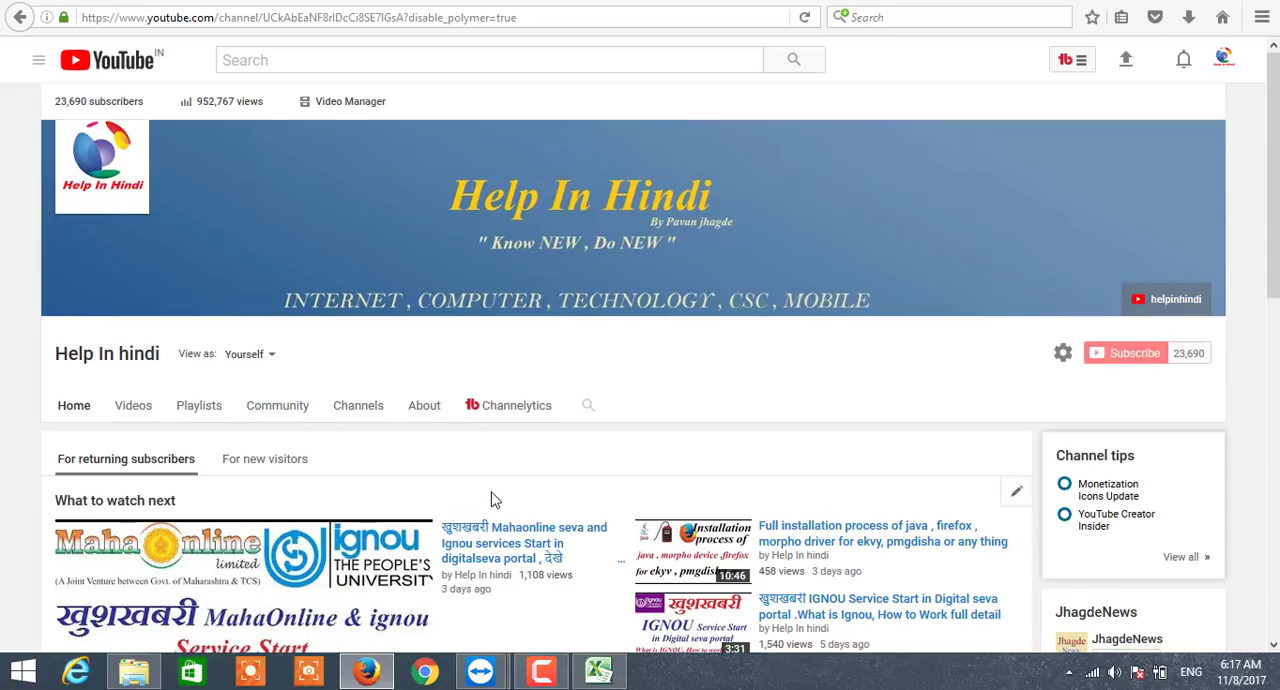 https://www.youtube.com/channel/UCkAbEaNF8rIDcCi8SE7IGsA?disable_polymer=true
Search
YouTube IN
Search
23,690 subscribers
952,767 views
Video Manager
Help In Hindi
Help In Hindi
By Pavan jhagde
" Know NEW , Do NEW "
INTERNET , COMPUTER , TECHNOLOGY , CSC , MOBILE
helpinhindi
Help In hindi
View as: Yourself
Subscribe 23,690
Home
Videos
Playlists
Community
Channels
About
Channelytics
For returning subscribers
For new visitors
What to watch next
MahaOnline
limited
(A Joint Venture between Govt. of Maharashtra & TCS)
ignou
THE PEOPLE'S
UNIVERSITY
खुशखबरी MahaOnline & ignou
Service Start
खुशखबरी Mahaonline seva and
Ignou services Start in
digitalseva portal , देखे
...
by Help In hindi 1,108 views
3 days ago
Installation
process of
java , morpho device ,firefox
for ekvy, pmgdisha
10:46
Full installation process of java , firefox ,
morpho driver for ekvy, pmgdisha or any thing
by Help In hindi
458 views 3 days ago
खुशखबरी
IGNOU Service Start
in Digital seva portal
3:31
खुशखबरी IGNOU Service Start in Digital seva
portal .What is Ignou, How to Work full detail
by Help In hindi
1,540 views 5 days ago
Channel tips
Monetization
Icons Update
YouTube Creator
Insider
View all »
JhagdeNews
Jhagde
News
JhagdeNews
ENG
6:17 AM
11/8/2017